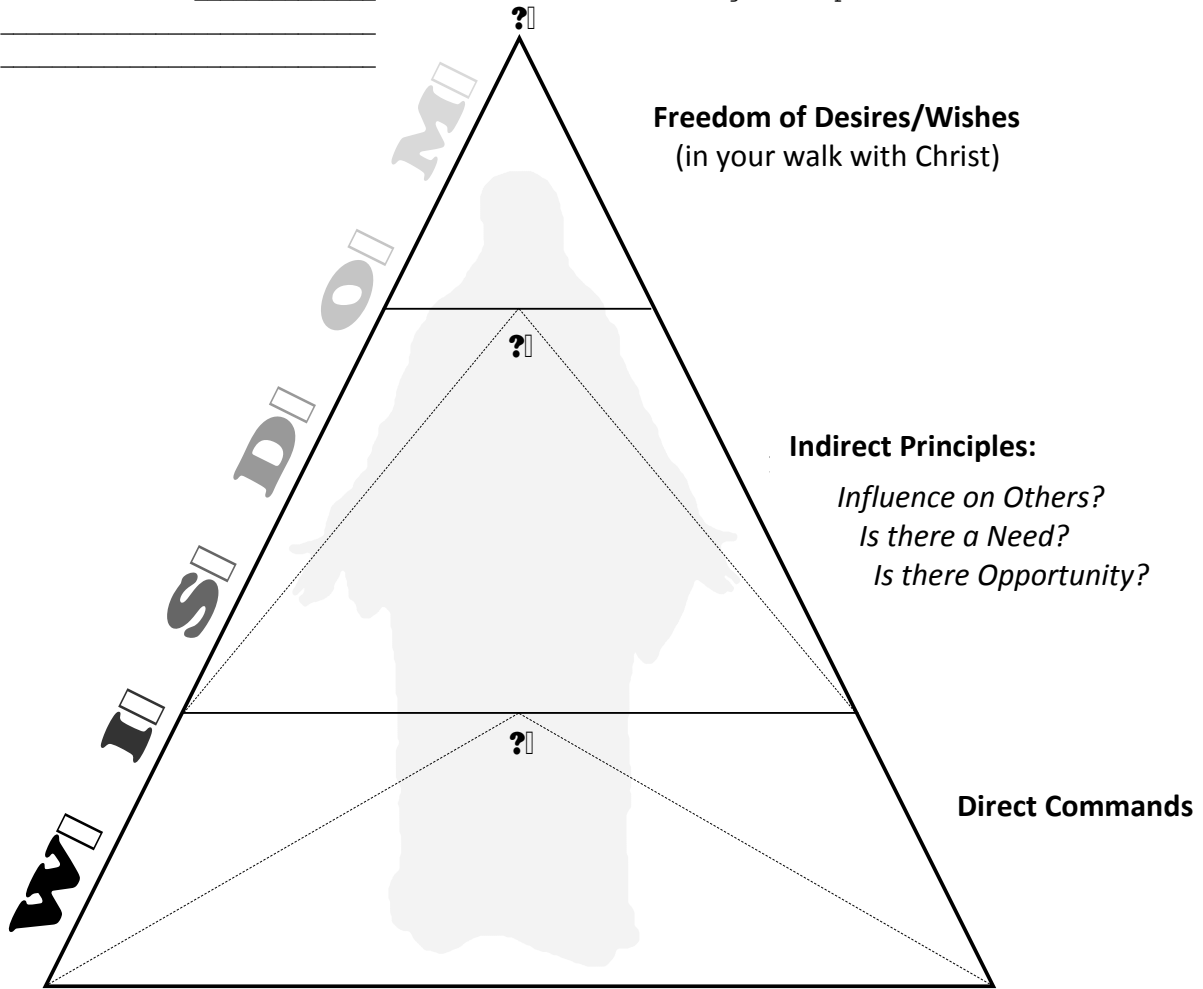 ?
Freedom of Desires/Wishes
(in your walk with Christ)
?
Indirect Principles:
Influence on Others?
Is there a Need?
Is there Opportunity?
?
Direct Commands
WISDOM